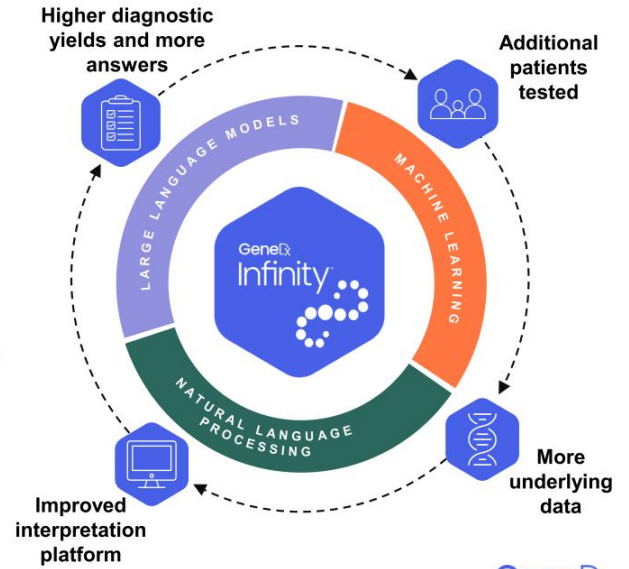 Higher diagnostic
yields and more
answers
Additional
patients
tested
LARGE LANGUAGE MODELS
MACHINE LEARNING
GeneDx
Infinity™
NATURAL LANGUAGE
PROCESSING
Improved
interpretation
platform
More
underlying
data